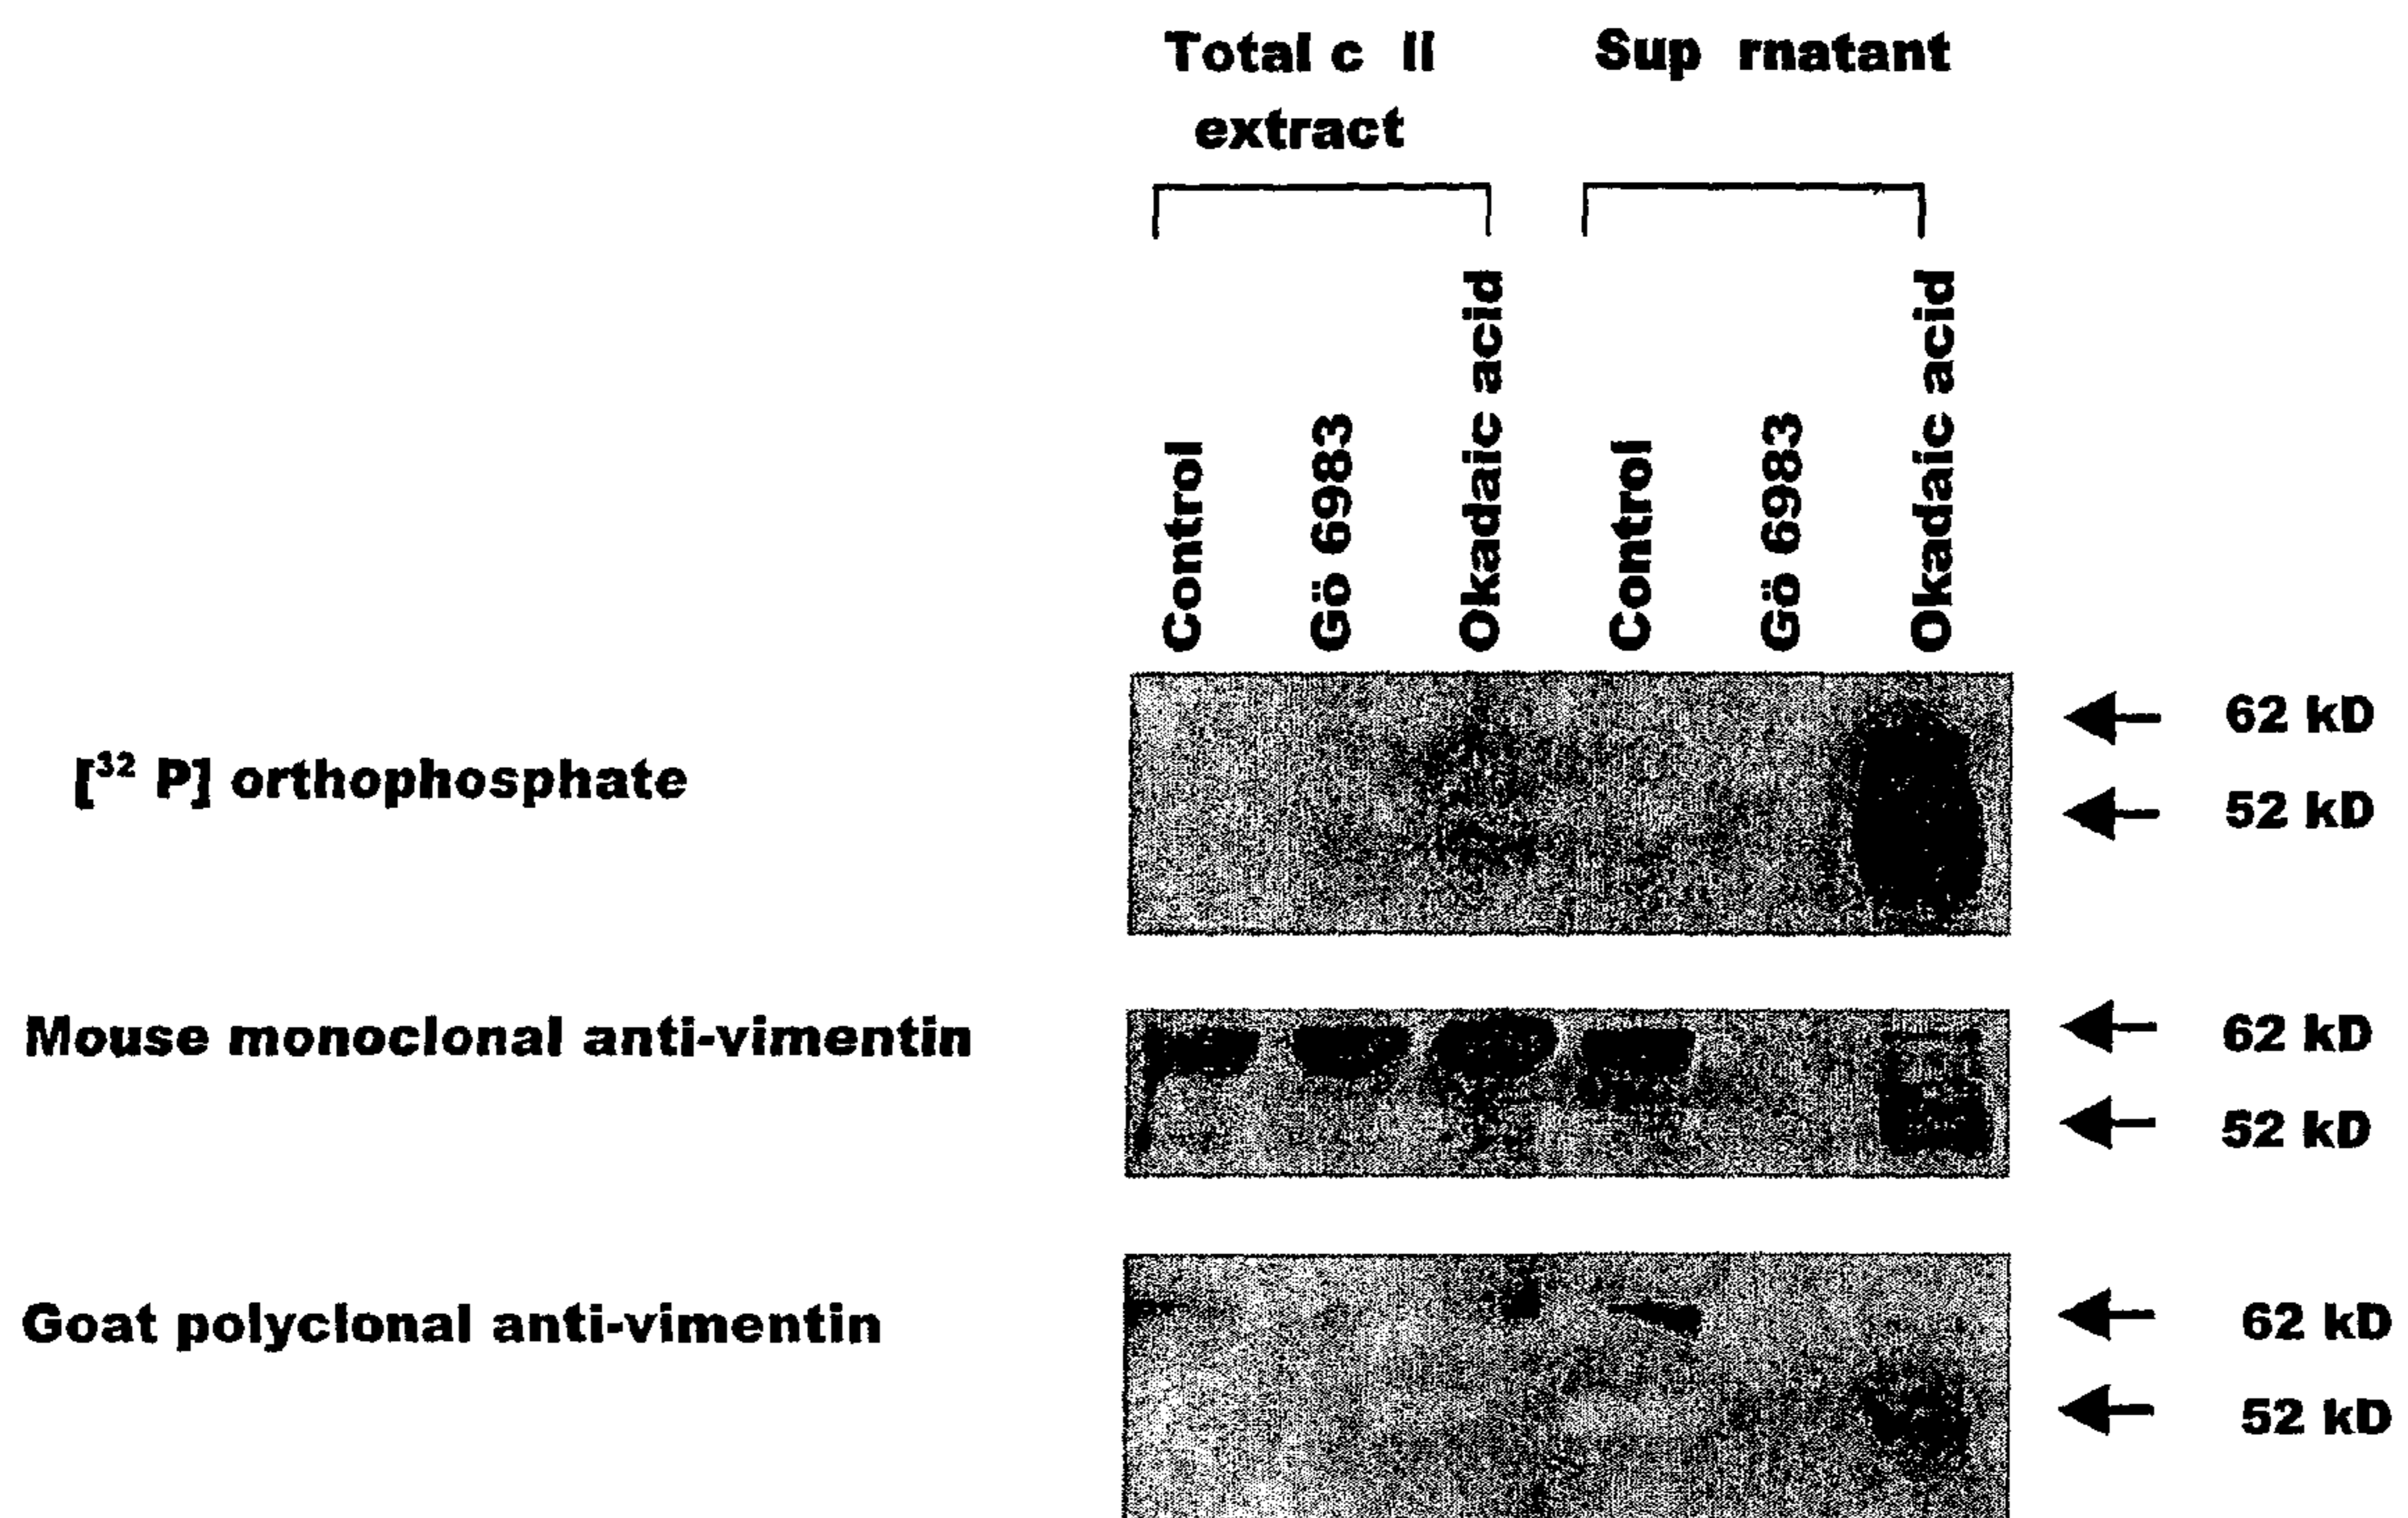 Total c ll Sup rnatant
extract
Control Gö 6983 Okadaic acid Control Gö 6983 Okadaic acid
[³² P] orthophosphate
62 kD
52 kD
Mouse monoclonal anti-vimentin
62 kD
52 kD
Goat polyclonal anti-vimentin
62 kD
52 kD